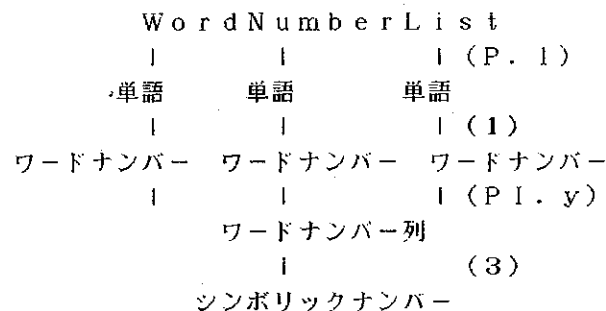 WordNumberList
| | | (P.l)
単語 単語 単語
| | | (1)
ワードナンバー ワードナンバー ワードナンバー
| | | (PI.y)
ワードナンバー列
| (3)
シンボリックナンバー